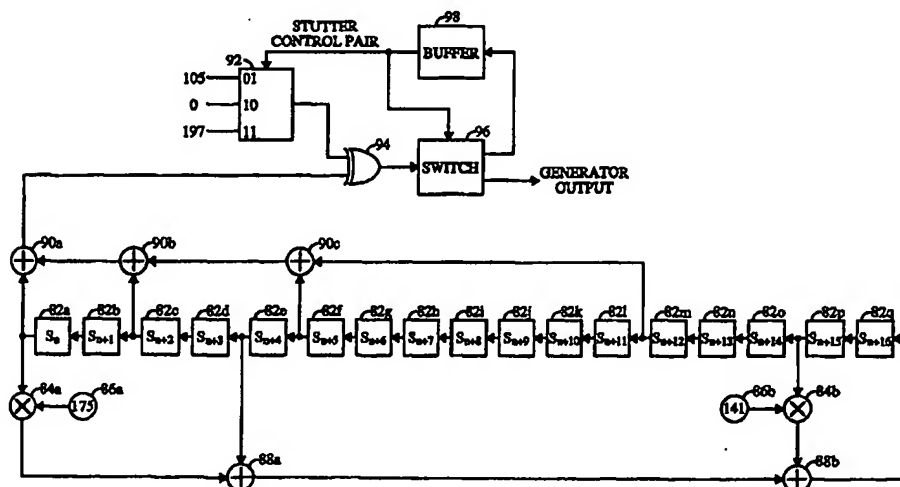 STUTTER
CONTROL PAIR
98
BUFFER
92
105 01
0 10
197 11
94
96
SWITCH
GENERATOR
OUTPUT
90a 90b 90c
82a 82b 82c 82d 82e 82f 82g 82h 82i 82j 82k 82l 82m 82n 82o 82p 82q
Sn Sn+1 Sn+2 Sn+3 Sn+4 Sn+5 Sn+6 Sn+7 Sn+8 Sn+9 Sn+10 Sn+11 Sn+12 Sn+13 Sn+14 Sn+15 Sn+16
84a 86a 86b 84b
175 141
88a 88b